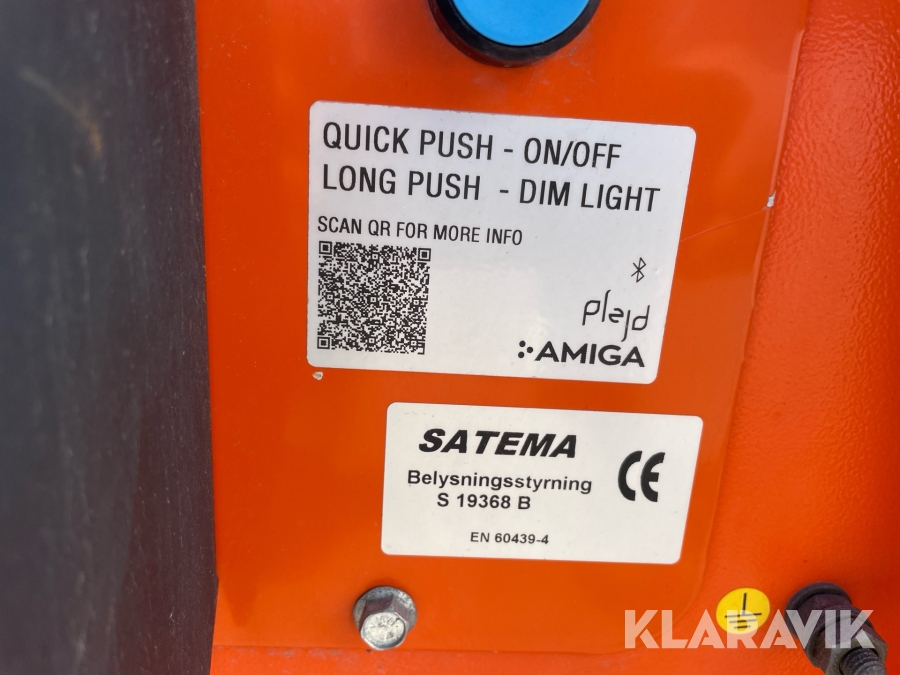 QUICK PUSH - ON/OFF
LONG PUSH - DIM LIGHT
SCAN QR FOR MORE INFO
plejd
AMIGA
SATEMA
Belysningsstyrning
S 19368 B
CE
EN 60439-4
KLARAVIK